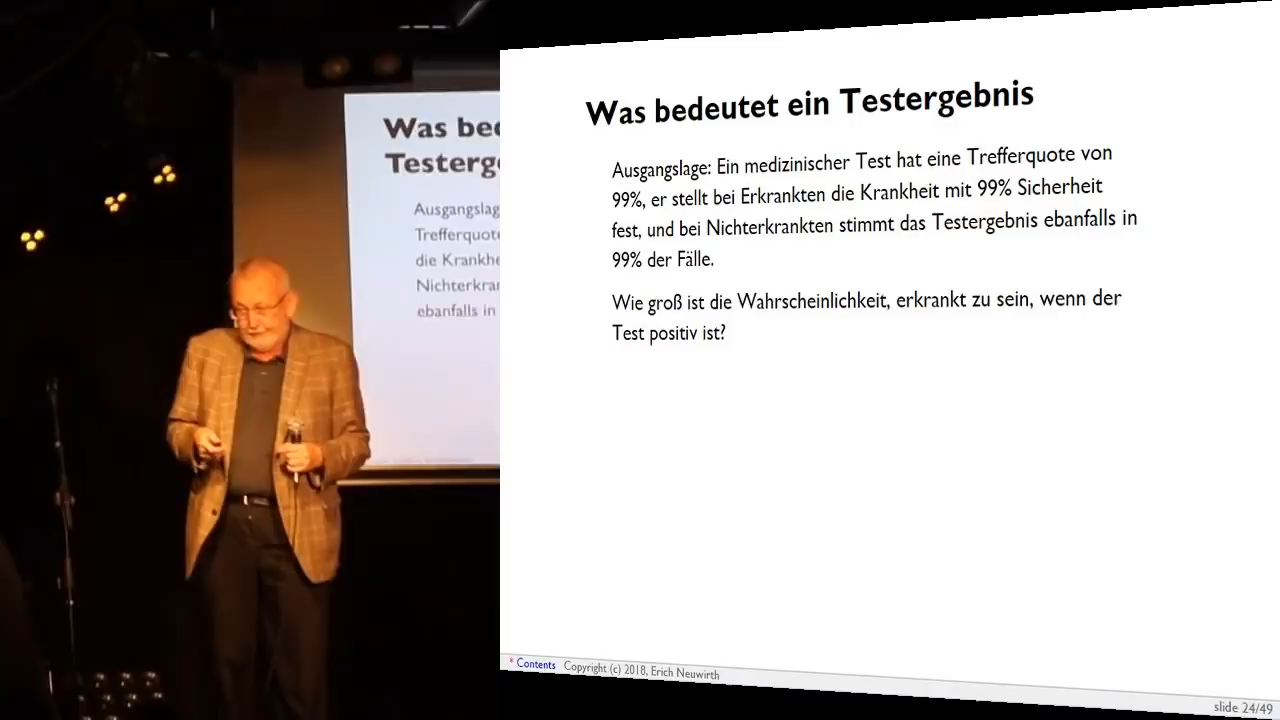 Was bed
Testerge
Ausgangslag
Trefferquote
die Krankhe
Nichterkran
ebanfalls in
Was bedeutet ein Testergebnis
Ausgangslage: Ein medizinischer Test hat eine Trefferquote von
99%, er stellt bei Erkrankten die Krankheit mit 99% Sicherheit
fest, und bei Nichterkrankten stimmt das Testergebnis ebanfalls in
99% der Fälle.
Wie groß ist die Wahrscheinlichkeit, erkrankt zu sein, wenn der
Test positiv ist?
* Contents Copyright (c) 2018, Erich Neuwirth
slide 24/49